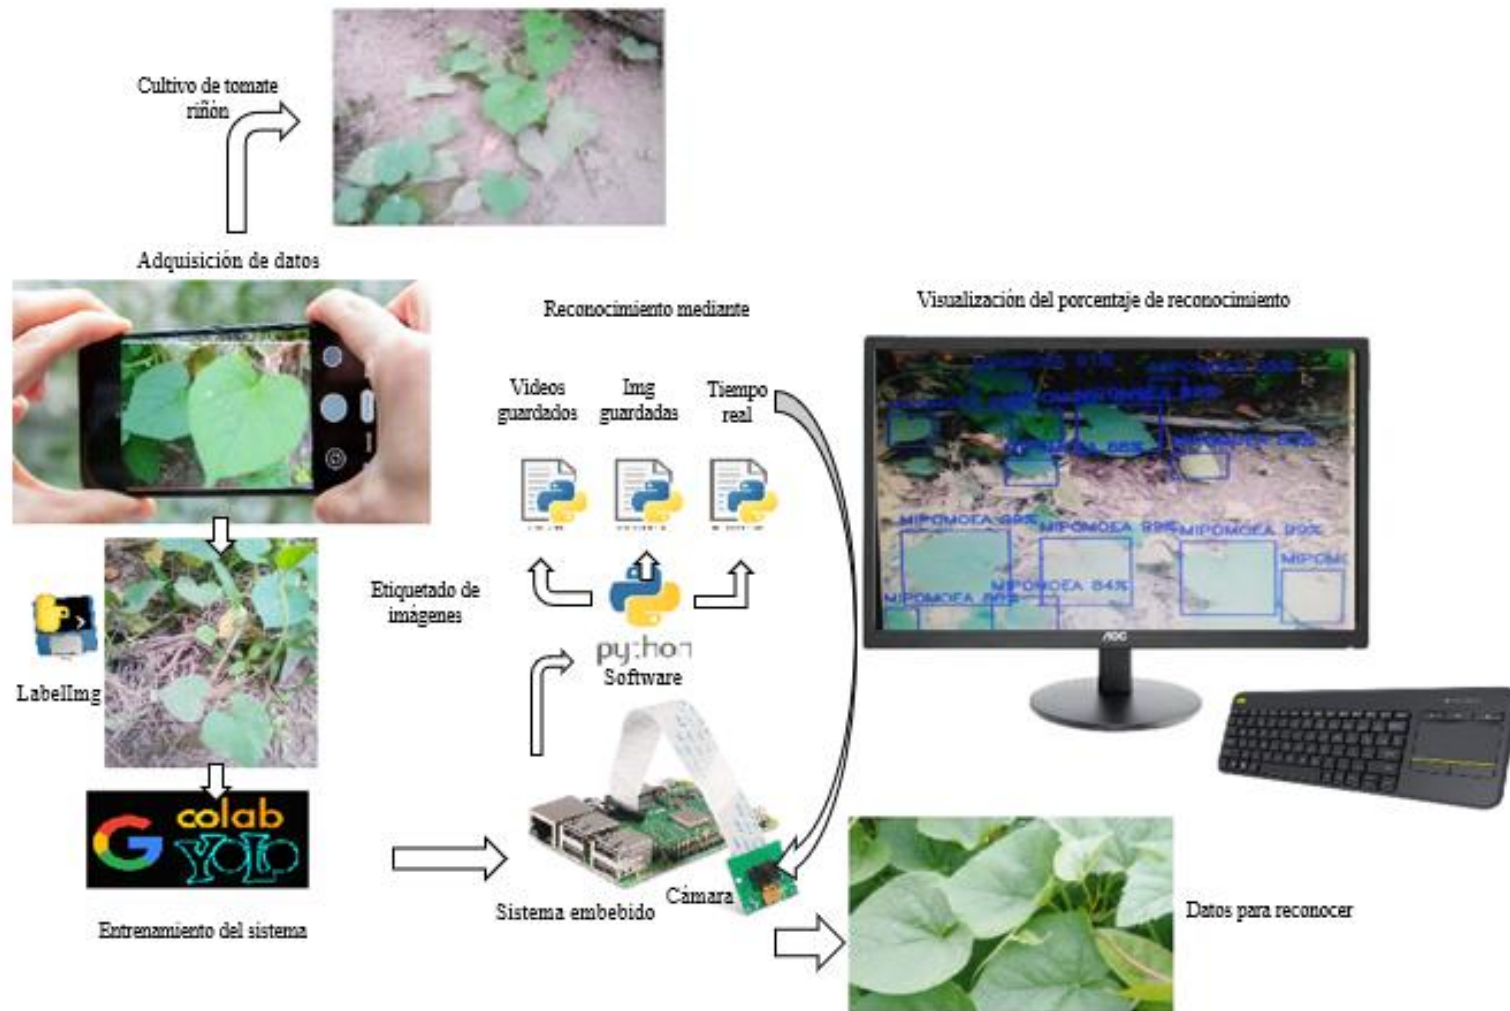 Cultivo de tomate
riñón
Adquisición de datos
Reconocimiento mediante
Visualización del porcentaje de reconocimiento
Videos
guardados
Img
guardadas
Tiempo
real
MIPOMOEA 99%
MIPOMOEA 99%
MIPOMOEA 99%
MIPOMOEA 84%
AOC
Etiquetado de
imágenes
python
Software
LabelImg
colab
YOLO
Entrenamiento del sistema
Sistema embebido
Cámara
Datos para reconocer